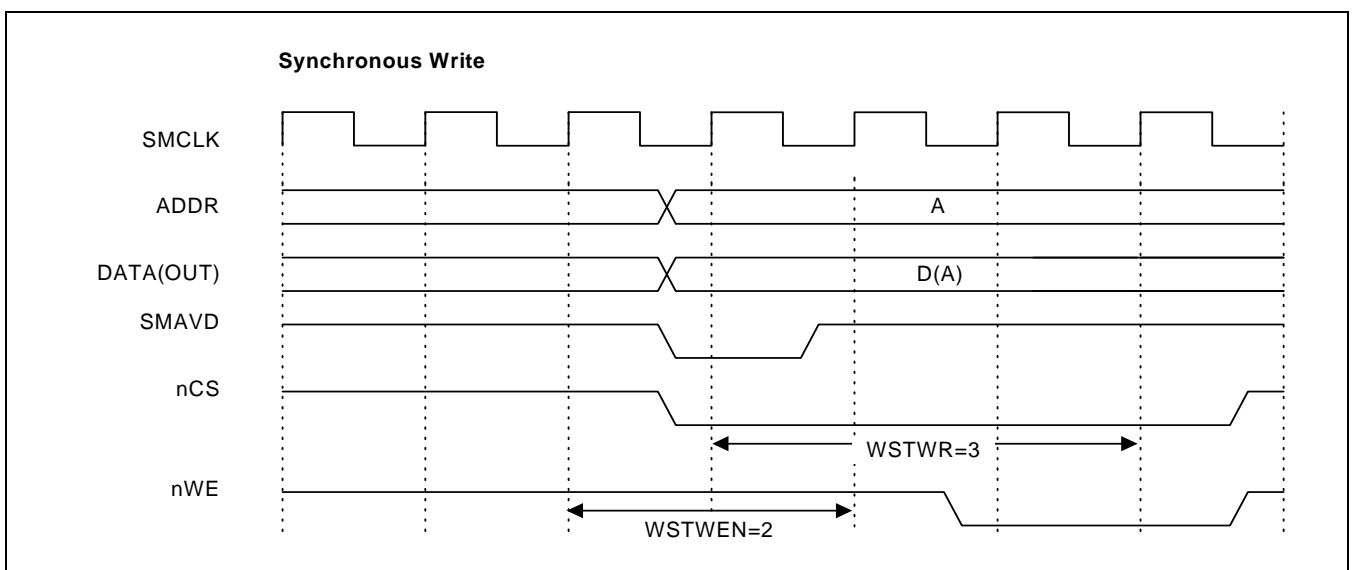 Synchronous Write
SMCLK
ADDR
A
DATA(OUT)
D(A)
SMAVD
nCS
WSTWR=3
nWE
WSTWEN=2